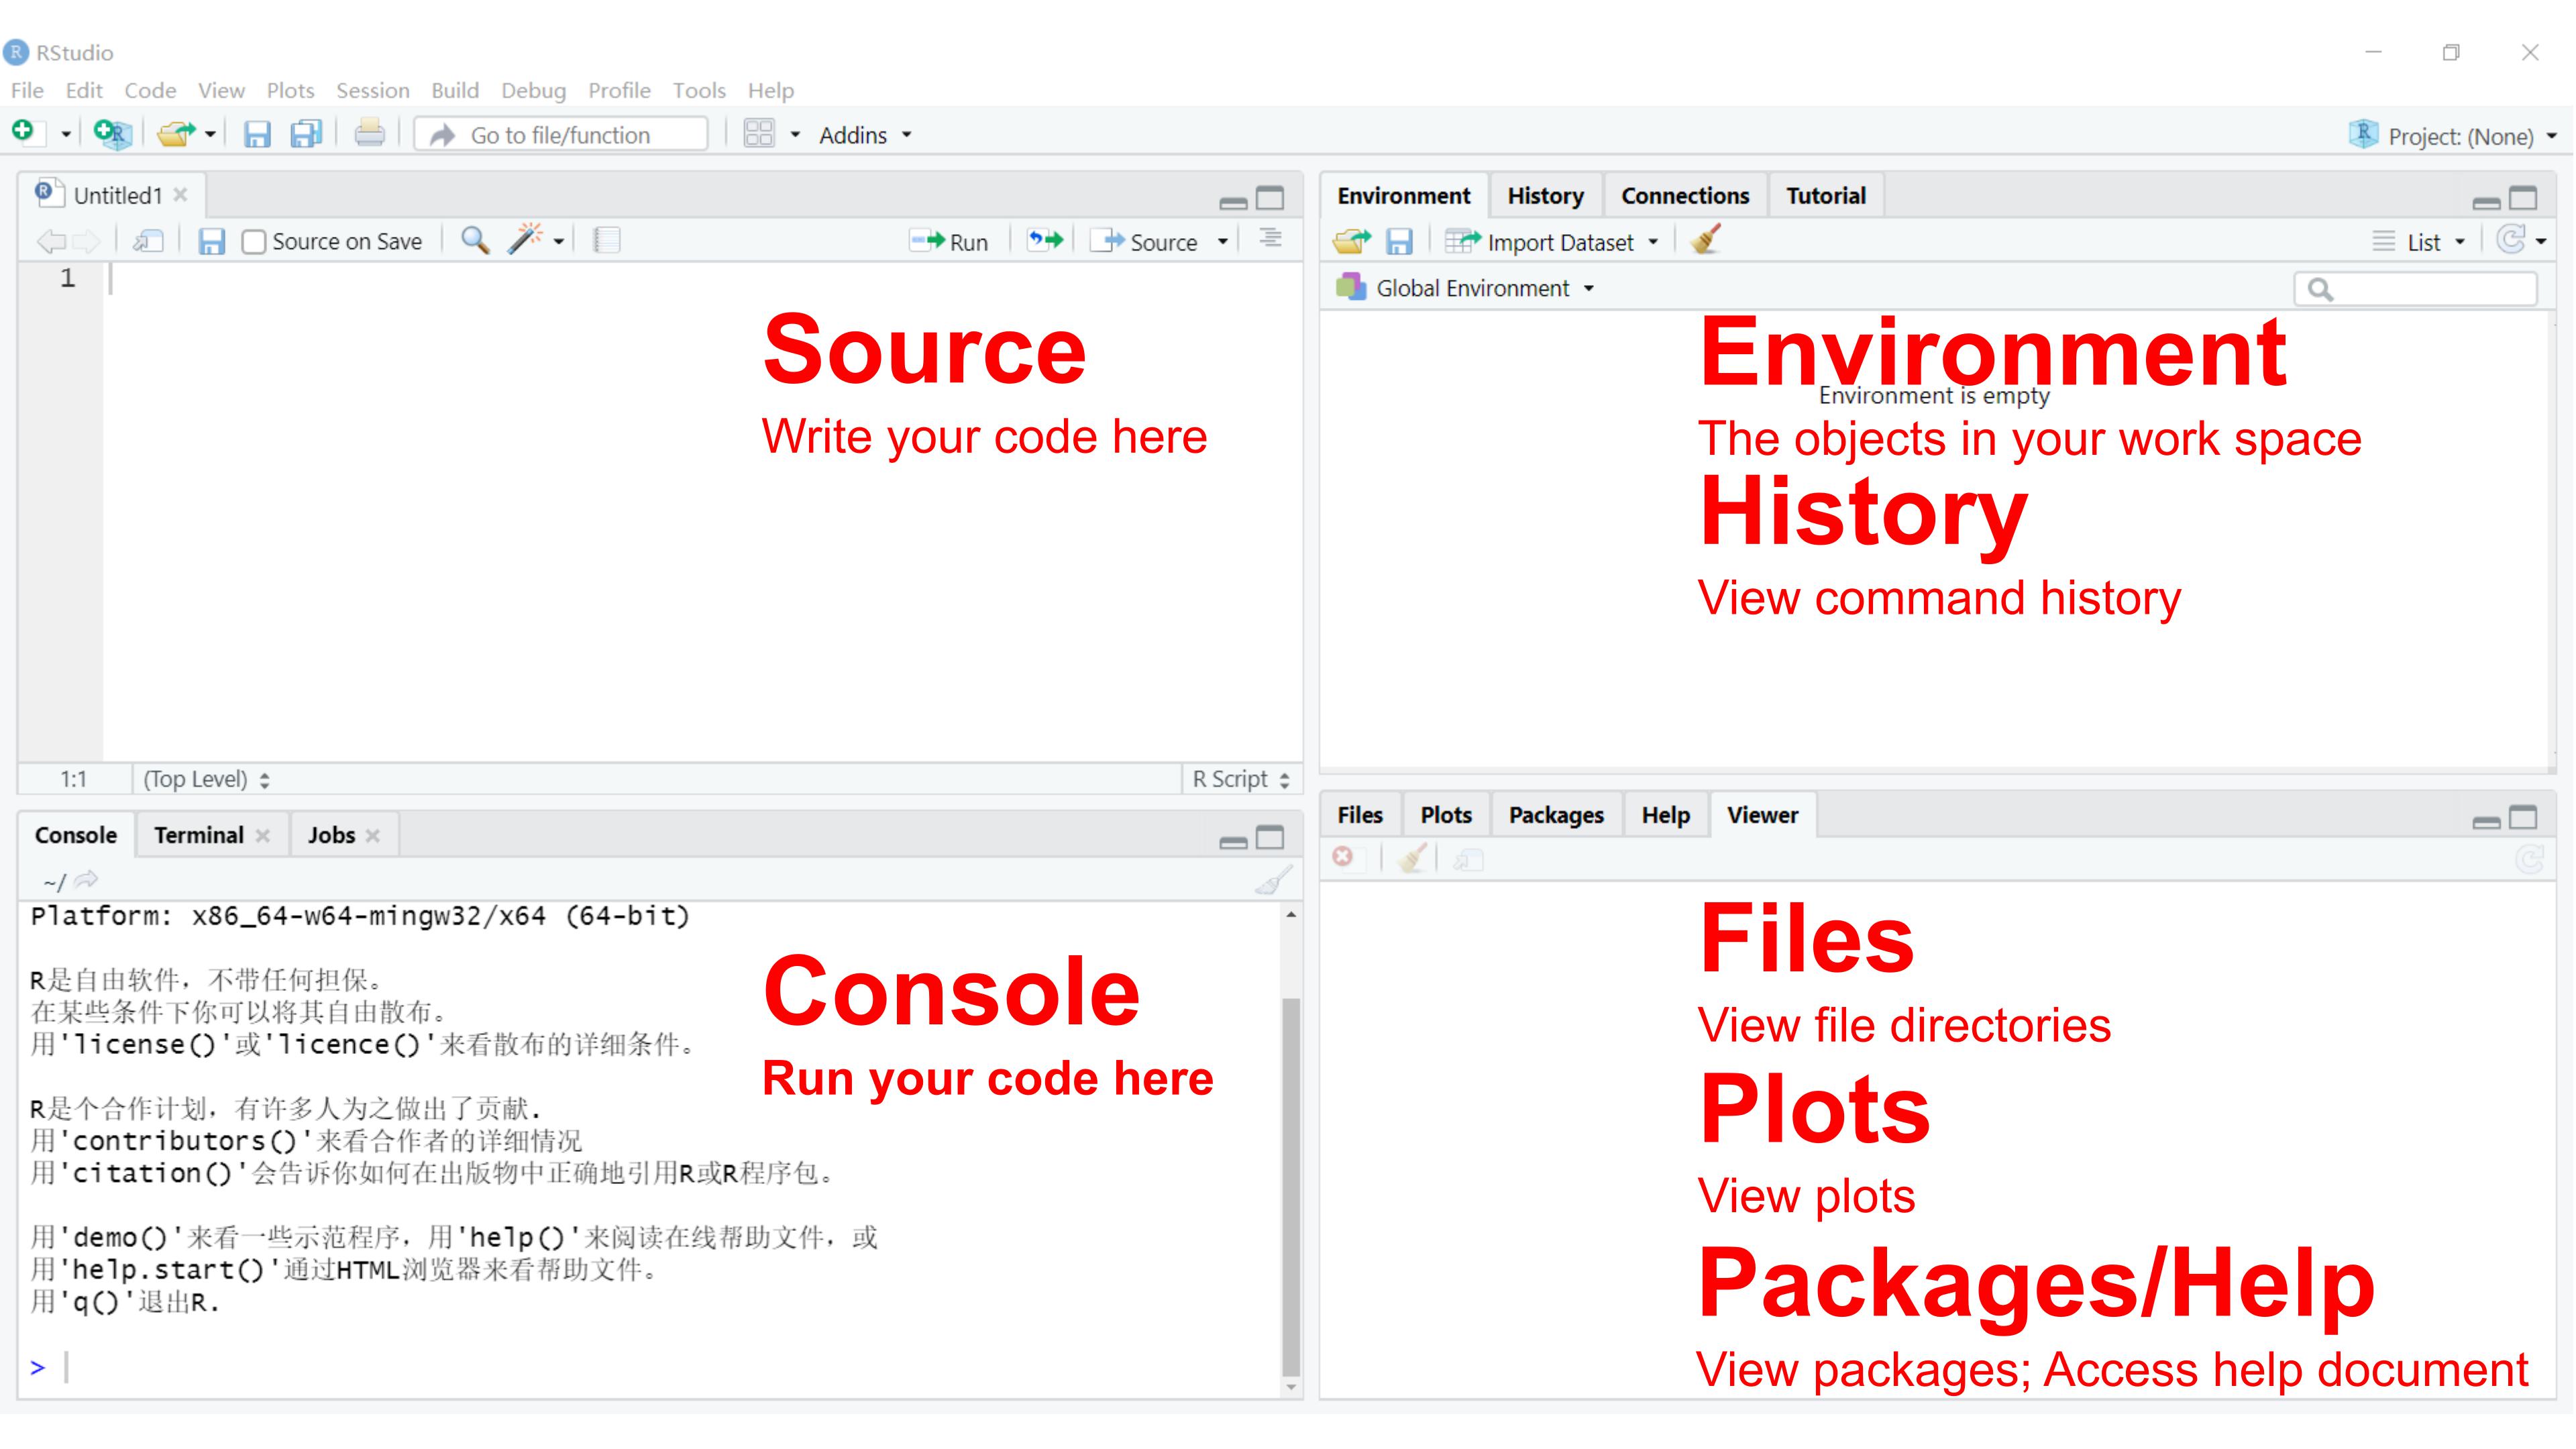 RStudio
File Edit Code View Plots Session Build Debug Profile Tools Help
Go to file/function Addins Project: (None)
Untitled1
Source on Save Run Source
1
Source
Write your code here
1:1 (Top Level) R Script
Environment History Connections Tutorial
Import Dataset List
Global Environment
Environment
Environment is empty
The objects in your work space
History
View command history
Console Terminal Jobs
~/
Platform: x86_64-w64-mingw32/x64 (64-bit)
R是自由软件，不带任何担保。
在某些条件下你可以将其自由散布。
用'license()'或'licence()'来看散布的详细条件。
R是个合作计划，有许多人为之做出了贡献.
用'contributors()'来看合作者的详细情况
用'citation()'会告诉你如何在出版物中正确地引用R或R程序包。
用'demo()'来看一些示范程序，用'help()'来阅读在线帮助文件，或
用'help.start()'通过HTML浏览器来看帮助文件。
用'q()'退出R.
>
Console
Run your code here
Files Plots Packages Help Viewer
Files
View file directories
Plots
View plots
Packages/Help
View packages; Access help document